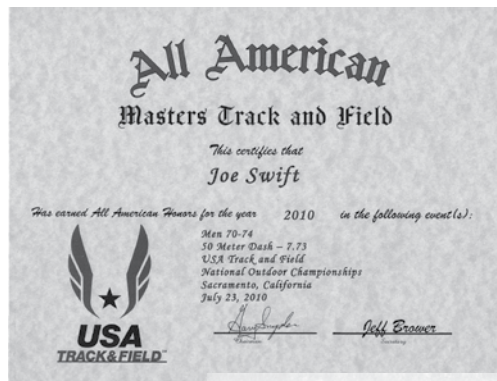 All American
Masters Track and Field
This certifies that
Joe Swift
Has earned All American Honors for the year 2010 in the following event(s):
Men 70-74
50 Meter Dash – 7.73
USA Track and Field
National Outdoor Championships
Sacramento, California
July 23, 2010
Jeff Brower
Chairman
USA
TRACK&FIELD